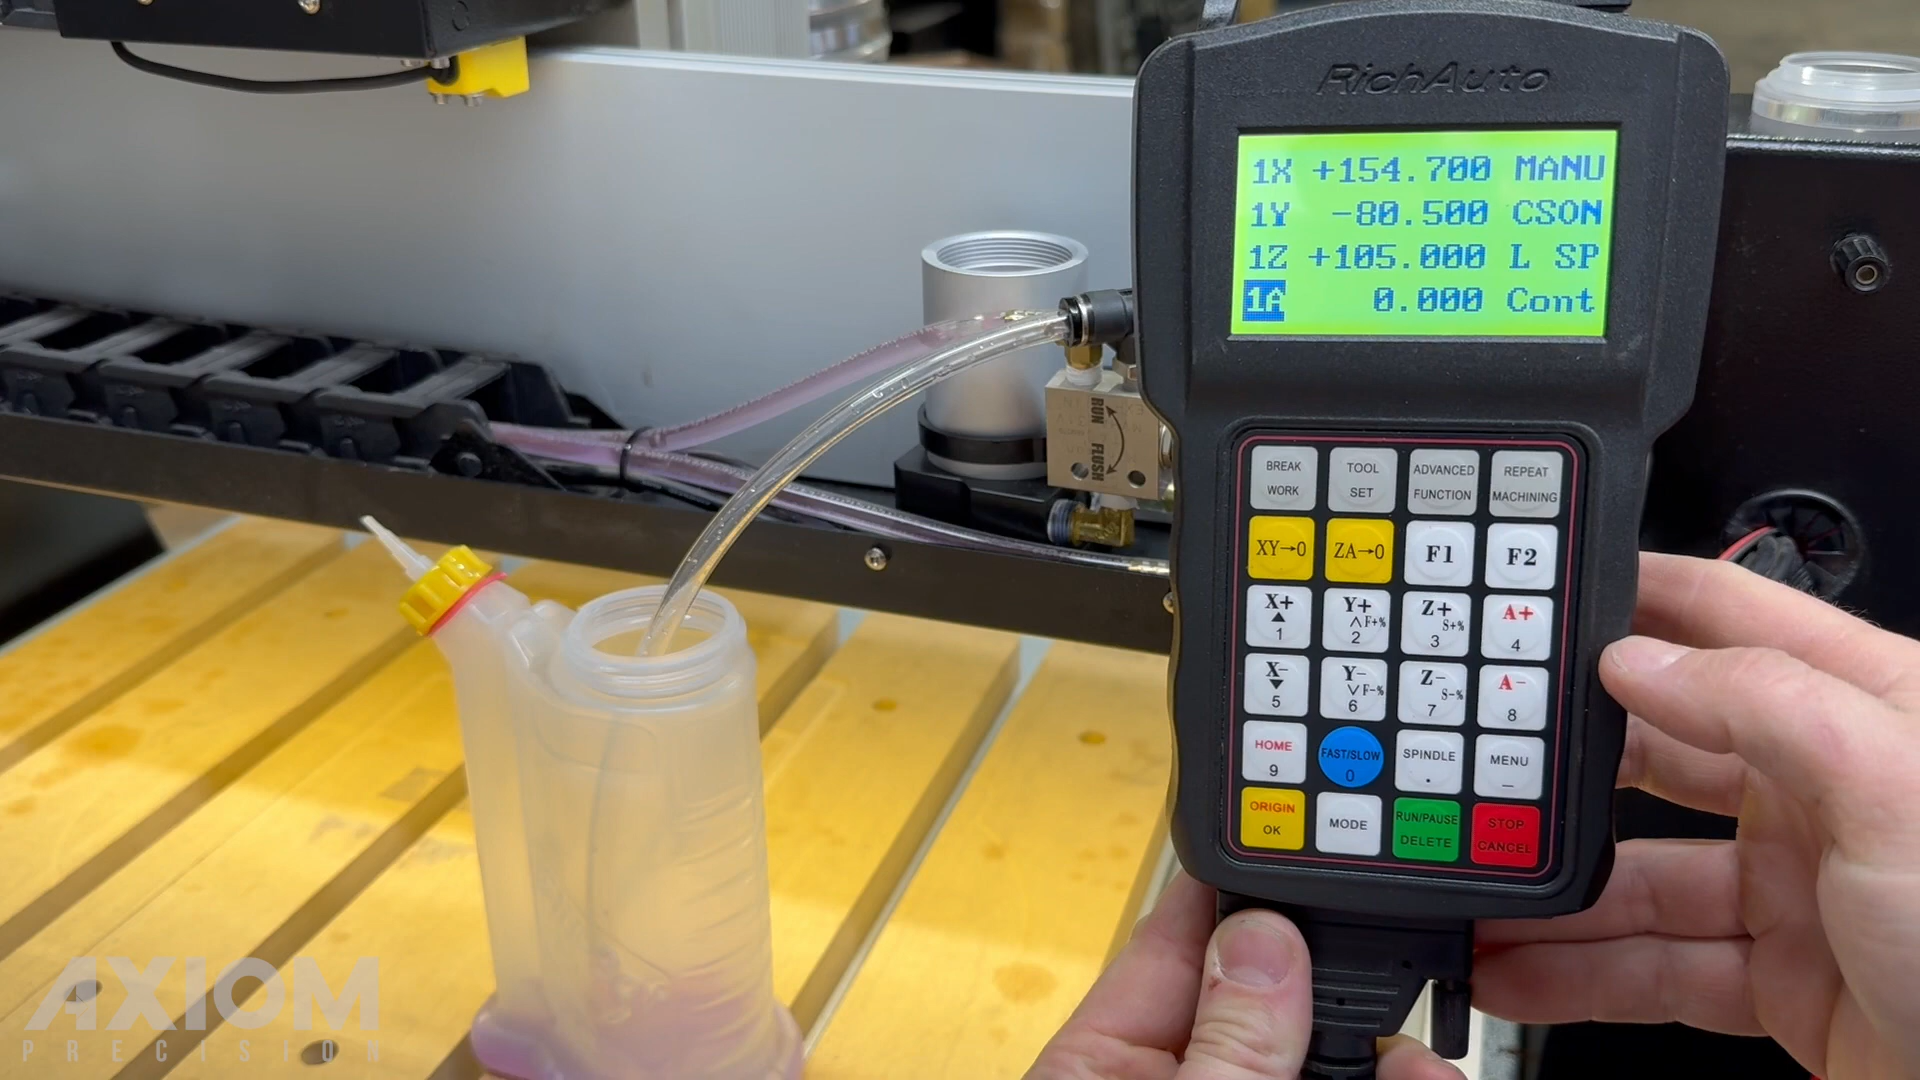 RichAuto
1X +154.700 MANU
1Y -80.500 CSON
1Z +105.000 L SP
1A 0.000 Cont
RUN
FLUSH
BREAK WORK
TOOL SET
ADVANCED FUNCTION
REPEAT MACHINING
XY→0
ZA→0
F1
F2
X+ ▲ 1
Y+ ∧F+% 2
Z+ S+% 3
A+ 4
X- ▼ 5
Y- ∨F-% 6
Z- S-% 7
A- 8
HOME 9
FAST/SLOW 0
SPINDLE .
MENU _
ORIGIN OK
MODE
RUN/PAUSE DELETE
STOP CANCEL
AXIOM
PRECISION